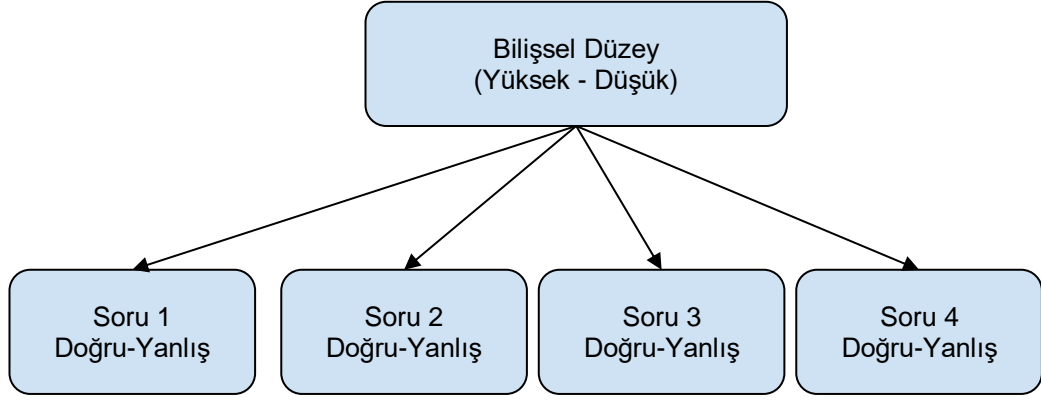 Bilişsel Düzey
(Yüksek - Düşük)
Soru 1
Doğru-Yanlış
Soru 2
Doğru-Yanlış
Soru 3
Doğru-Yanlış
Soru 4
Doğru-Yanlış